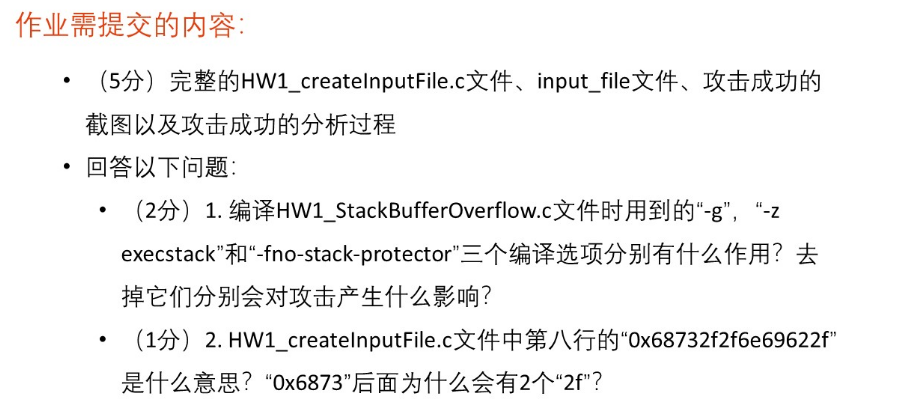 作业需提交的内容：
• （5分）完整的HW1_createInputFile.c文件、input_file文件、攻击成功的
截图以及攻击成功的分析过程
• 回答以下问题：
• （2分）1. 编译HW1_StackBufferOverflow.c文件时用到的“-g”，“-z
execstack”和“-fno-stack-protector”三个编译选项分别有什么作用？去
掉它们分别会对攻击产生什么影响？
• （1分）2. HW1_createInputFile.c文件中第八行的“0x68732f2f6e69622f”
是什么意思？“0x6873”后面为什么会有2个“2f”？